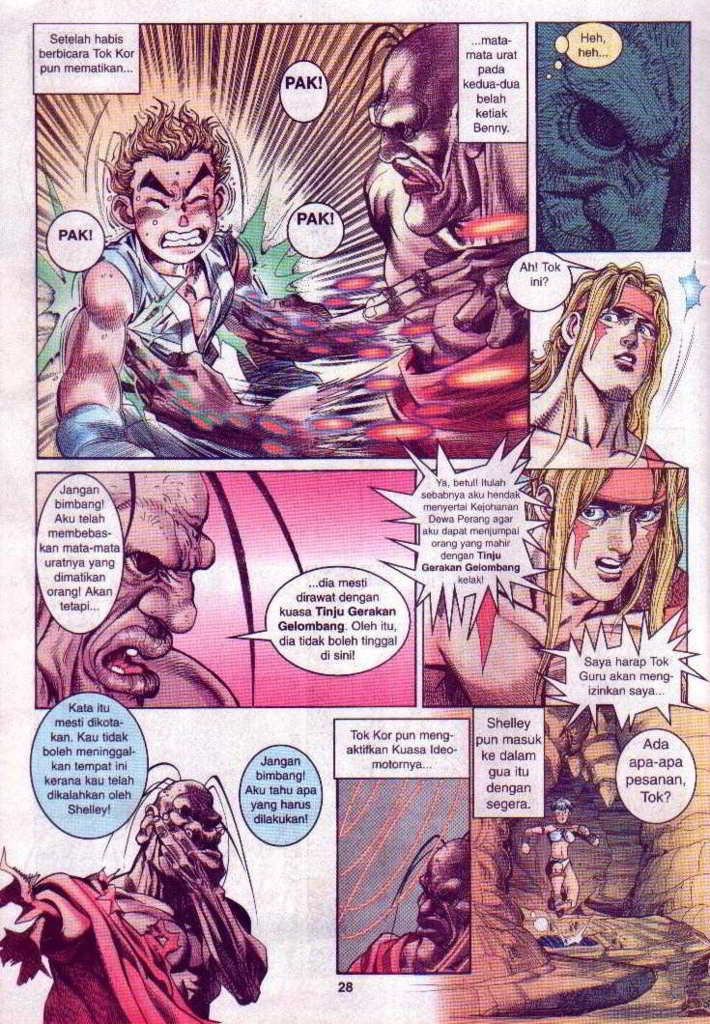 Setelah habis
berbicara Tok Kor
pun mematikan...
PAK!
PAK!
PAK!
...mata-
mata urat
pada
kedua-dua
belah
ketiak
Benny.
Heh,
heh...
Ah! Tok
ini?
Jangan
bimbang!
Aku telah
membebas-
kan mata-mata
uratnya yang
dimatikan
orang! Akan
tetapi...
...dia mesti
dirawat dengan
kuasa Tinju Gerakan
Gelombang. Oleh itu,
dia tidak boleh tinggal
di sini!
Ya, betul! Itulah
sebabnya aku hendak
menyertai Kejohanan
Dewa Perang agar
aku dapat menjumpai
orang yang mahir
dengan Tinju
Gerakan Gelombang
kelak!
Saya harap Tok
Guru akan meng-
izinkan saya...
Kata itu
mesti dikota-
kan. Kau tidak
boleh meninggal-
kan tempat ini
kerana kau telah
dikalahkan oleh
Shelley!
Jangan
bimbang!
Aku tahu apa
yang harus
dilakukan!
Tok Kor pun meng-
aktifkan Kuasa Ideo-
motornya...
Shelley
pun masuk
ke dalam
gua itu
dengan
segera.
Ada
apa-apa
pesanan,
Tok?
28